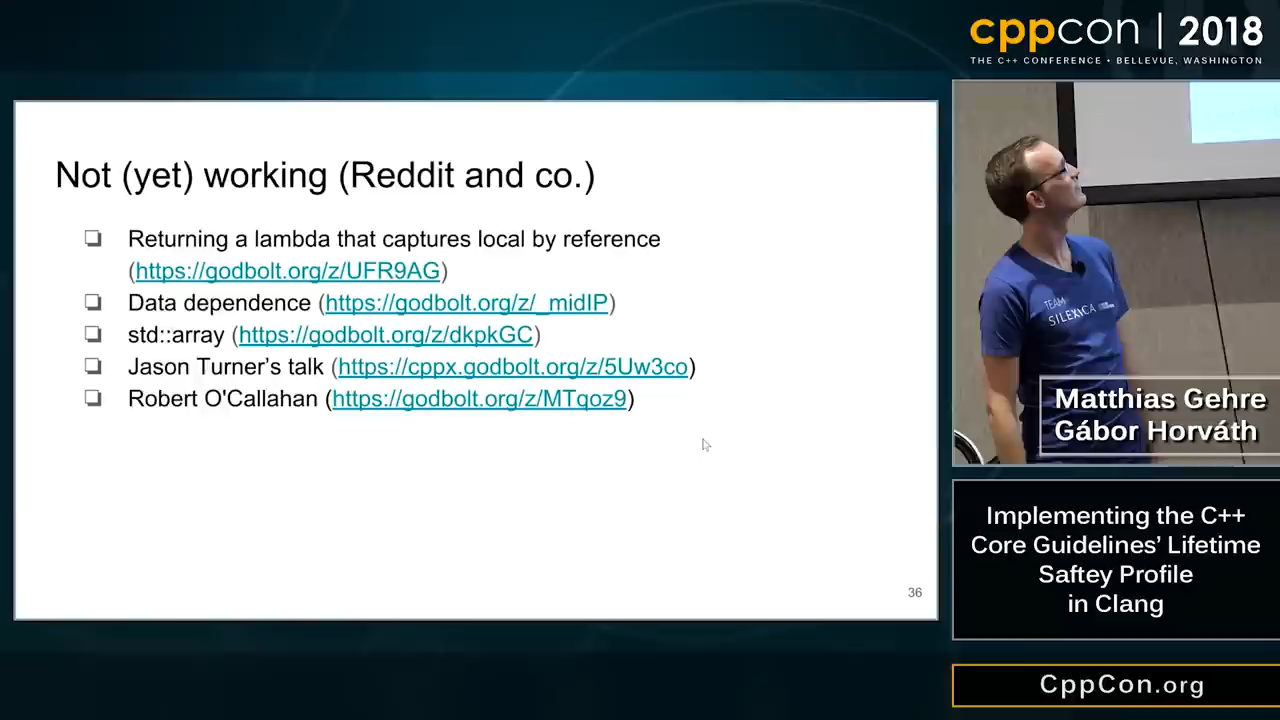 cppcon | 2018
THE C++ CONFERENCE • BELLEVUE, WASHINGTON
Not (yet) working (Reddit and co.)
Returning a lambda that captures local by reference
(https://godbolt.org/z/UFR9AG)
Data dependence (https://godbolt.org/z/_midIP)
std::array (https://godbolt.org/z/dkpkGC)
Jason Turner’s talk (https://cppx.godbolt.org/z/5Uw3co)
Robert O'Callahan (https://godbolt.org/z/MTqoz9)
36
TEAM
SILEXICA
Matthias Gehre
Gábor Horváth
Implementing the C++
Core Guidelines’ Lifetime
Saftey Profile
in Clang
CppCon.org